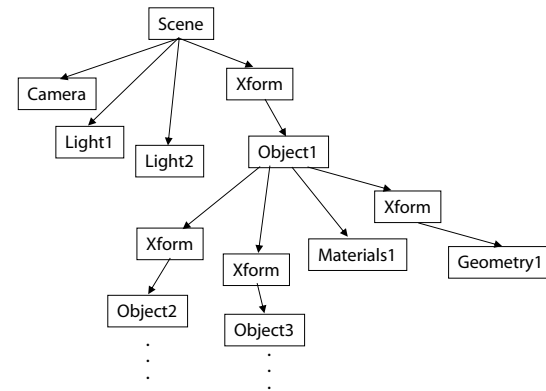 Scene
Camera
Xform
Light1
Light2
Object1
Xform
Xform
Materials1
Xform
Geometry1
Object2
Object3